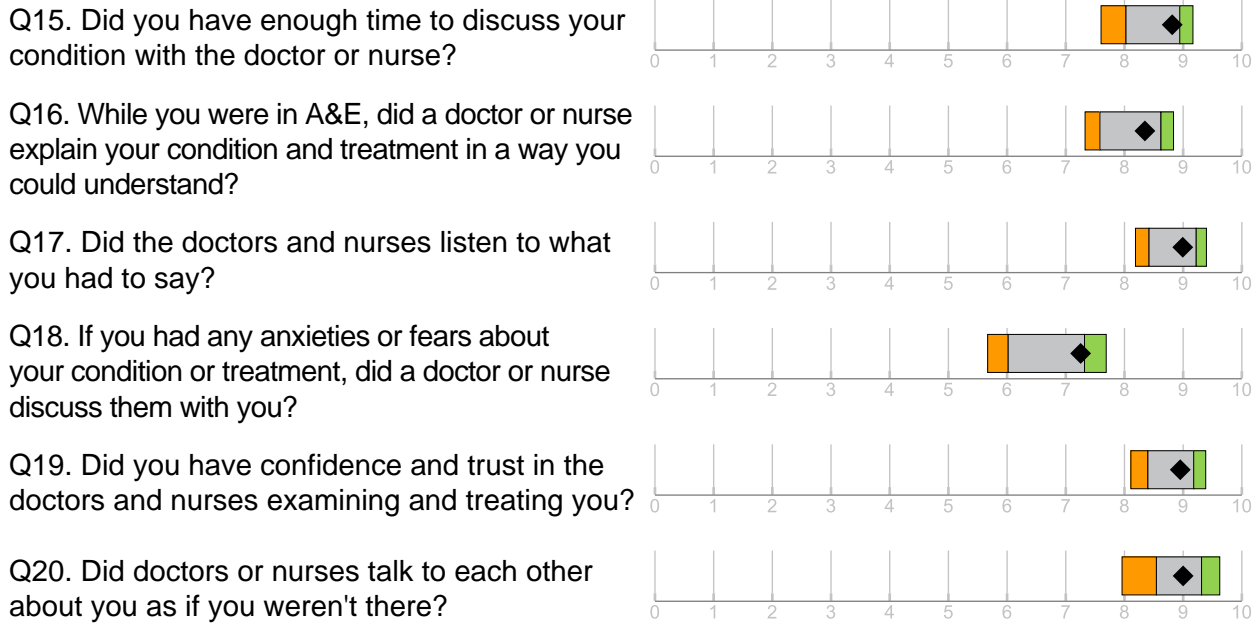 Q15. Did you have enough time to discuss your
condition with the doctor or nurse?
0 1 2 3 4 5 6 7 8 9 10
Q16. While you were in A&E, did a doctor or nurse
explain your condition and treatment in a way you
could understand?
0 1 2 3 4 5 6 7 8 9 10
Q17. Did the doctors and nurses listen to what
you had to say?
0 1 2 3 4 5 6 7 8 9 10
Q18. If you had any anxieties or fears about
your condition or treatment, did a doctor or nurse
discuss them with you?
0 1 2 3 4 5 6 7 8 9 10
Q19. Did you have confidence and trust in the
doctors and nurses examining and treating you?
0 1 2 3 4 5 6 7 8 9 10
Q20. Did doctors or nurses talk to each other
about you as if you weren't there?
0 1 2 3 4 5 6 7 8 9 10